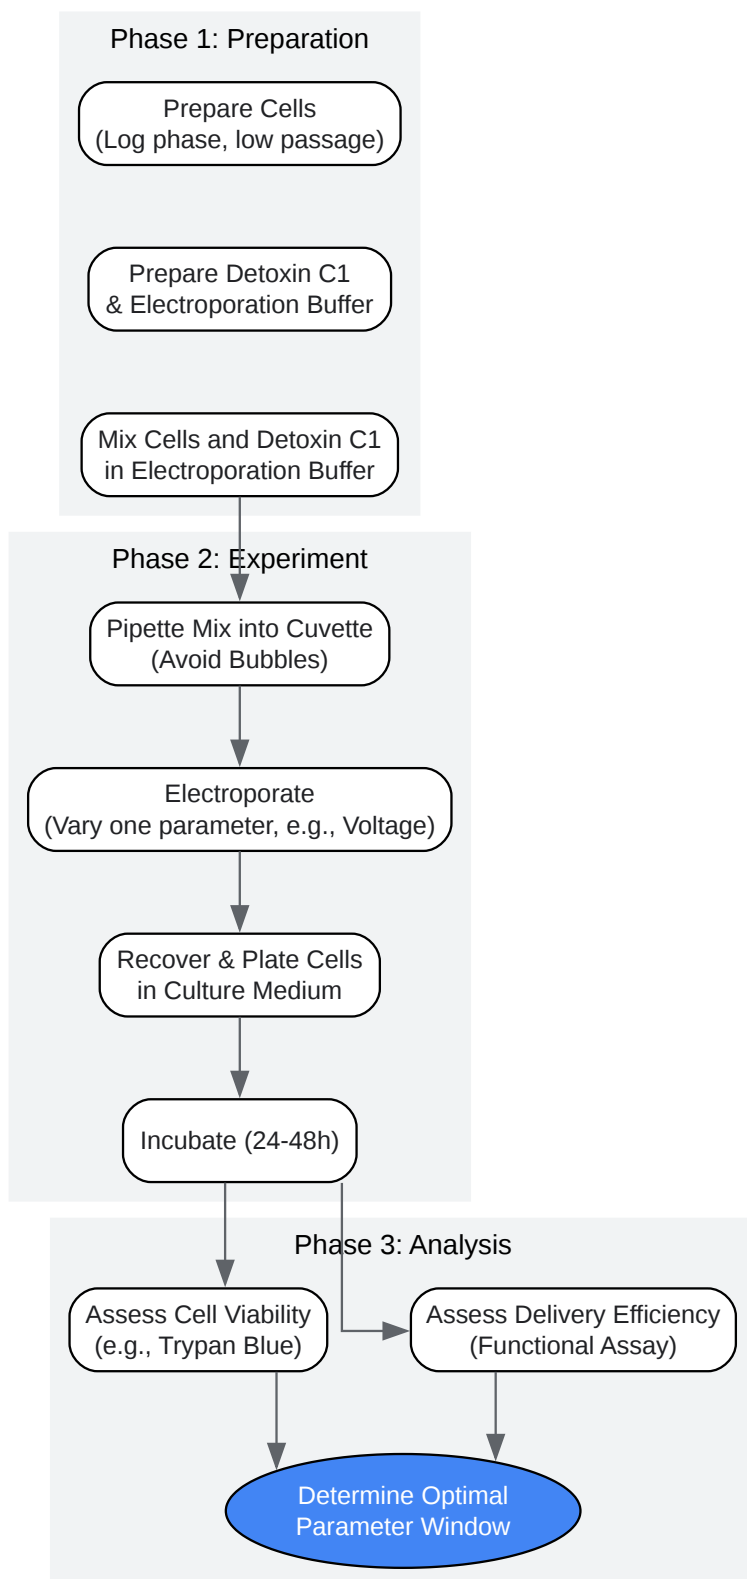 Phase 1: Preparation
Prepare Cells
(Log phase, low passage)
Prepare Detoxin C1
& Electroporation Buffer
Mix Cells and Detoxin C1
in Electroporation Buffer
Phase 2: Experiment
Pipette Mix into Cuvette
(Avoid Bubbles)
Electroporate
(Vary one parameter, e.g., Voltage)
Recover & Plate Cells
in Culture Medium
Incubate (24-48h)
Phase 3: Analysis
Assess Cell Viability
(e.g., Trypan Blue)
Assess Delivery Efficiency
(Functional Assay)
Determine Optimal
Parameter Window